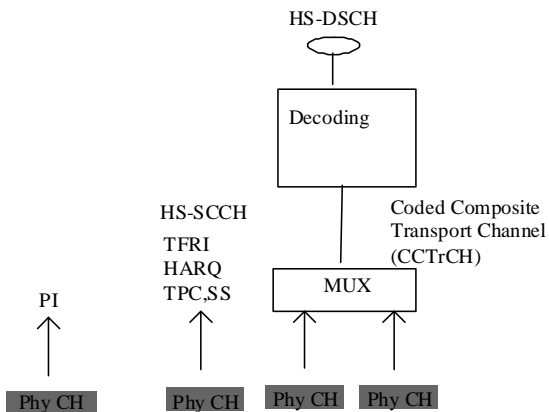 HS-DSCH
Decoding
HS-SCCH
TFRI
HARQ
TPC,SS
Coded Composite
Transport Channel
(CCTrCH)
MUX
PI
Phy CH
Phy CH
Phy CH
Phy CH